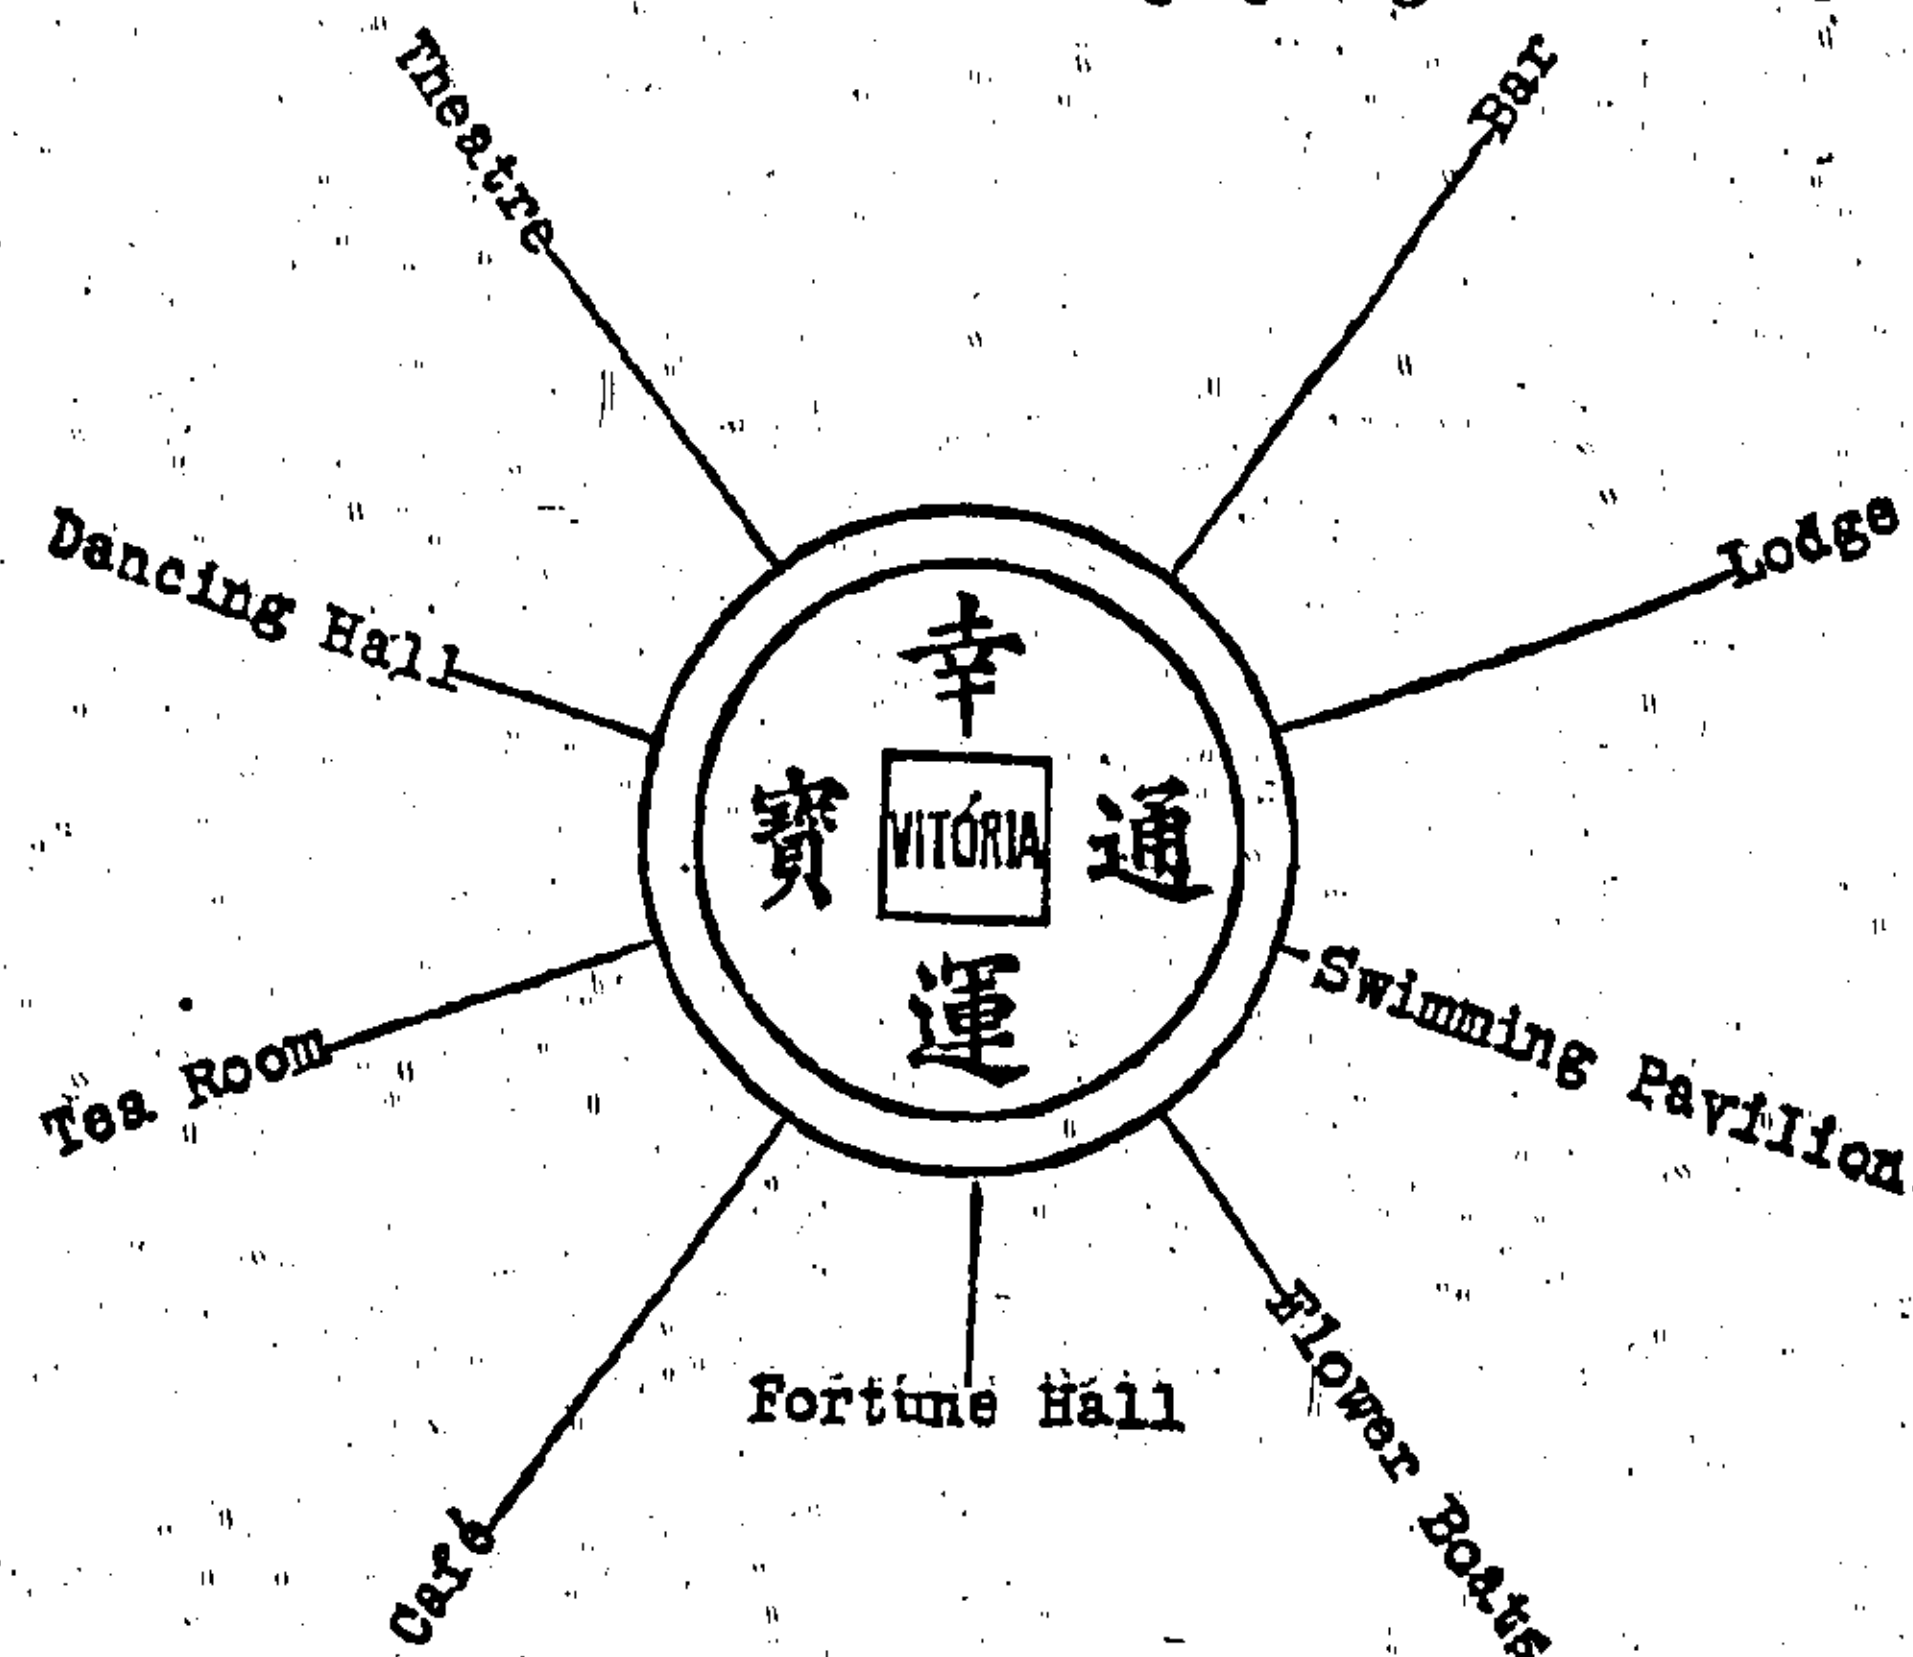 Theatre
Bar
Dancing Hall
Lodge
幸
寶
VITÓRIA
通
運
Swimming Pavilion
Tea Room
Fortune Hall
Flower Boats
Café